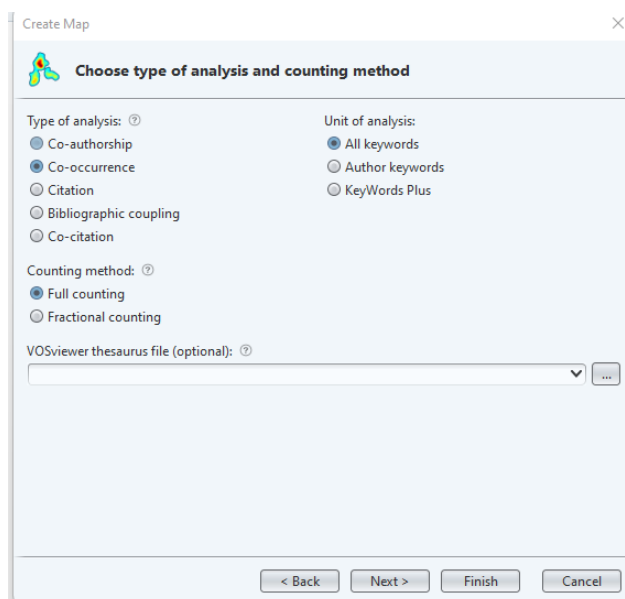 Create Map
Choose type of analysis and counting method
Type of analysis:
Co-authorship
Co-occurrence
Citation
Bibliographic coupling
Co-citation
Unit of analysis:
All keywords
Author keywords
KeyWords Plus
Counting method:
Full counting
Fractional counting
VOSviewer thesaurus file (optional):
...
< Back
Next >
Finish
Cancel